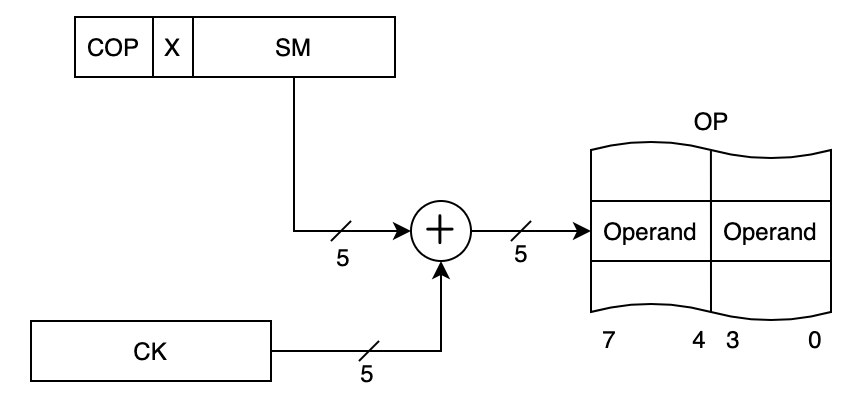 COP X SM
OP
Operand Operand
5
5
7 4 3 0
CK
5